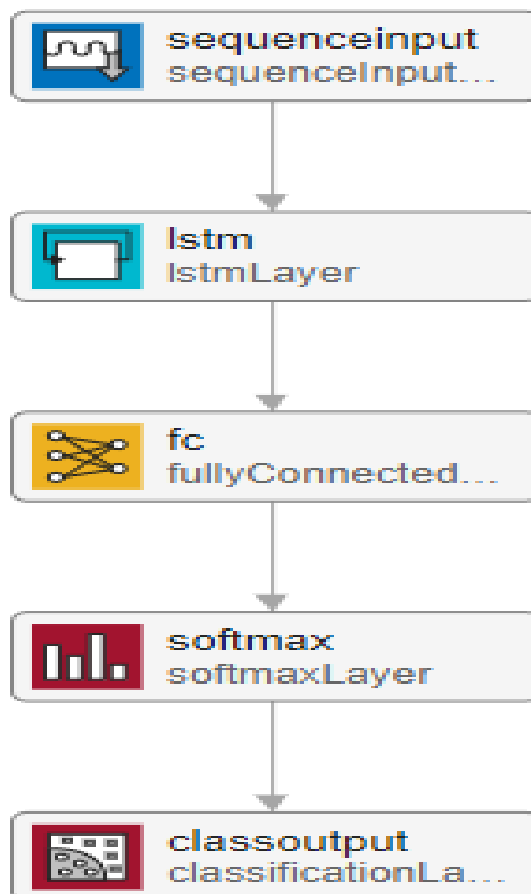 sequenceinput
sequenceInput...
lstm
lstmLayer
fc
fullyConnected...
softmax
softmaxLayer
classoutput
classificationLa...